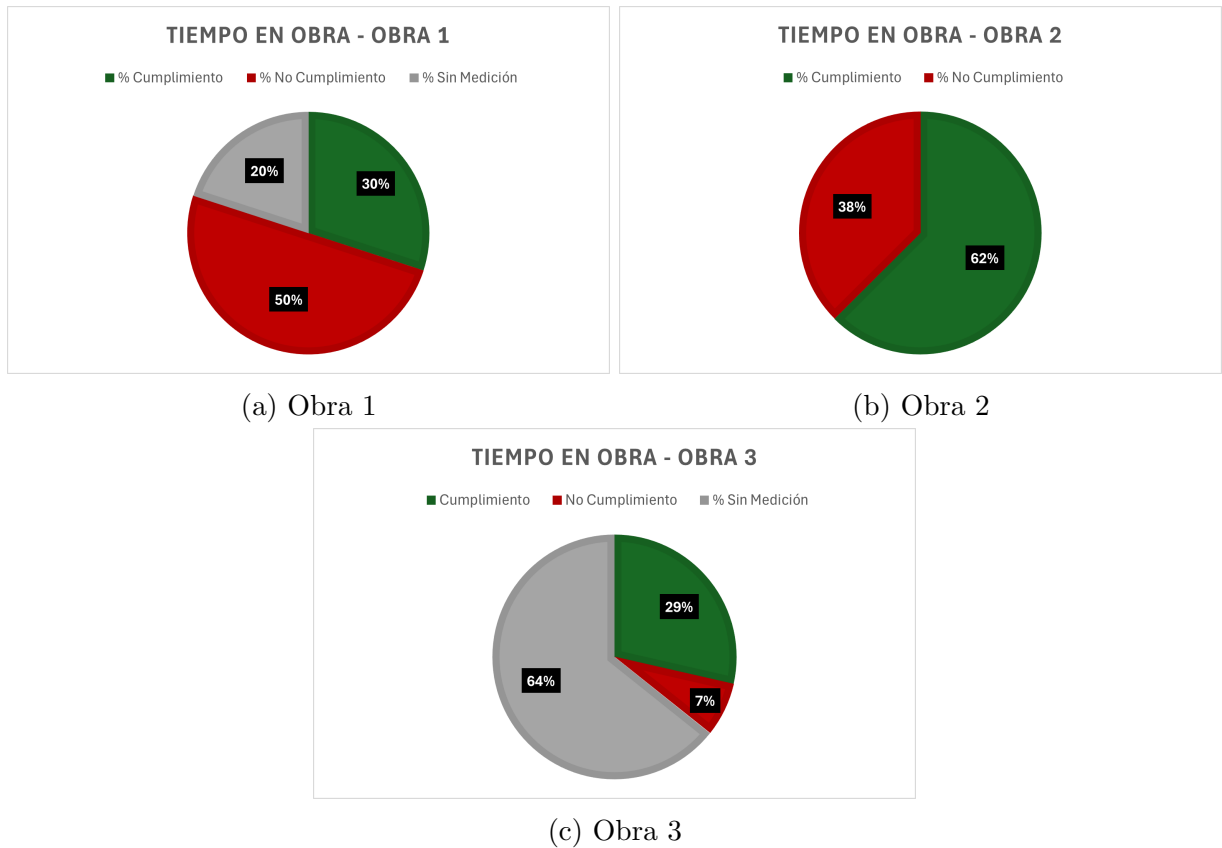 TIEMPO EN OBRA - OBRA 1
% Cumplimiento % No Cumplimiento % Sin Medición
20%
30%
50%
(a) Obra 1
TIEMPO EN OBRA - OBRA 2
% Cumplimiento % No Cumplimiento
38%
62%
(b) Obra 2
TIEMPO EN OBRA - OBRA 3
Cumplimiento No Cumplimiento % Sin Medición
29%
64%
7%
(c) Obra 3